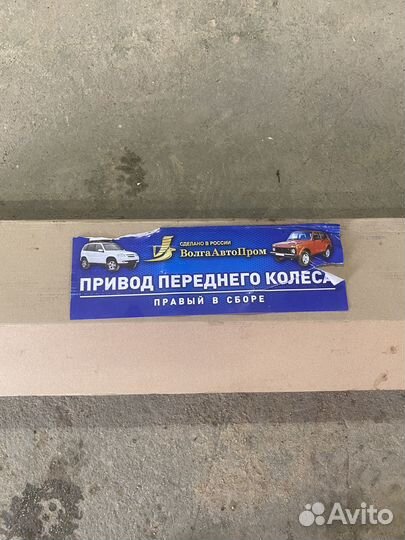 СДЕЛАНО В РОССИИ
ВолгаАвтоПром
ПРИВОД ПЕРЕДНЕГО КОЛЕСА
ПРАВЫЙ В СБОРЕ
Avito